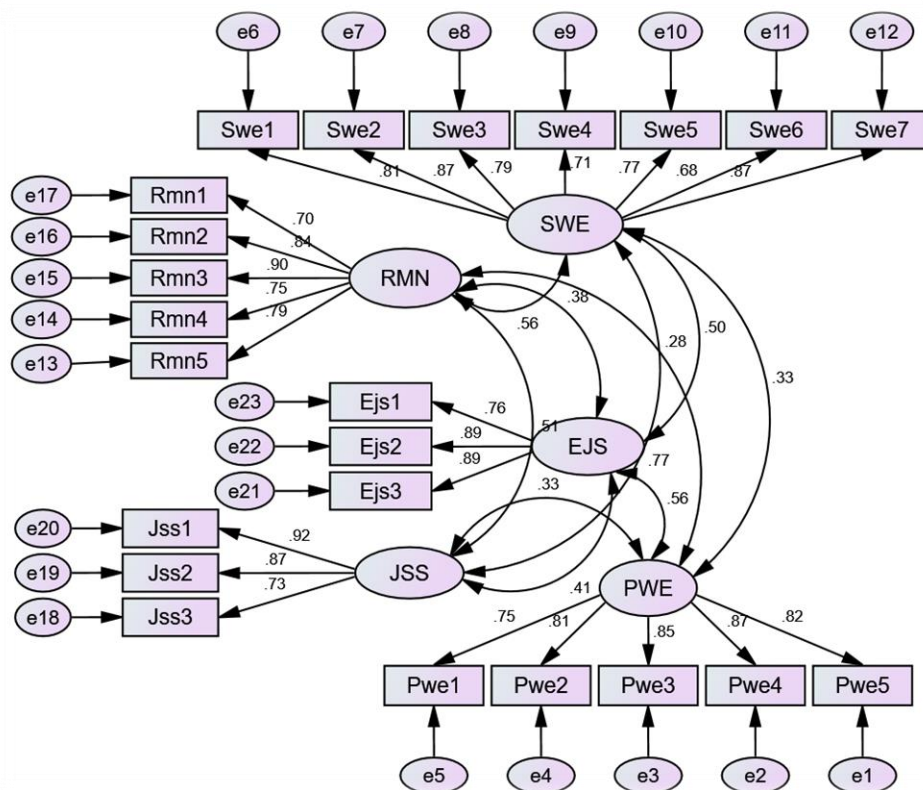 e6 e7 e8 e9 e10 e11 e12
Swe1 Swe2 Swe3 Swe4 Swe5 Swe6 Swe7
.81 .87 .79 .71 .77 .68 .87
SWE
e17 Rmn1
.70
e16 Rmn2
.84
e15 Rmn3
.90
RMN
.75
e14 Rmn4
.79
e13 Rmn5
.38
.56
.50
.28
.33
e23 Ejs1
.76
.51
e22 Ejs2
.89
EJS
.89
.77
e21 Ejs3
.33
.56
e20 Jss1
.92
.87
e19 Jss2
JSS
.73
e18 Jss3
.41
PWE
.75 .81 .85 .87 .82
Pwe1 Pwe2 Pwe3 Pwe4 Pwe5
e5 e4 e3 e2 e1